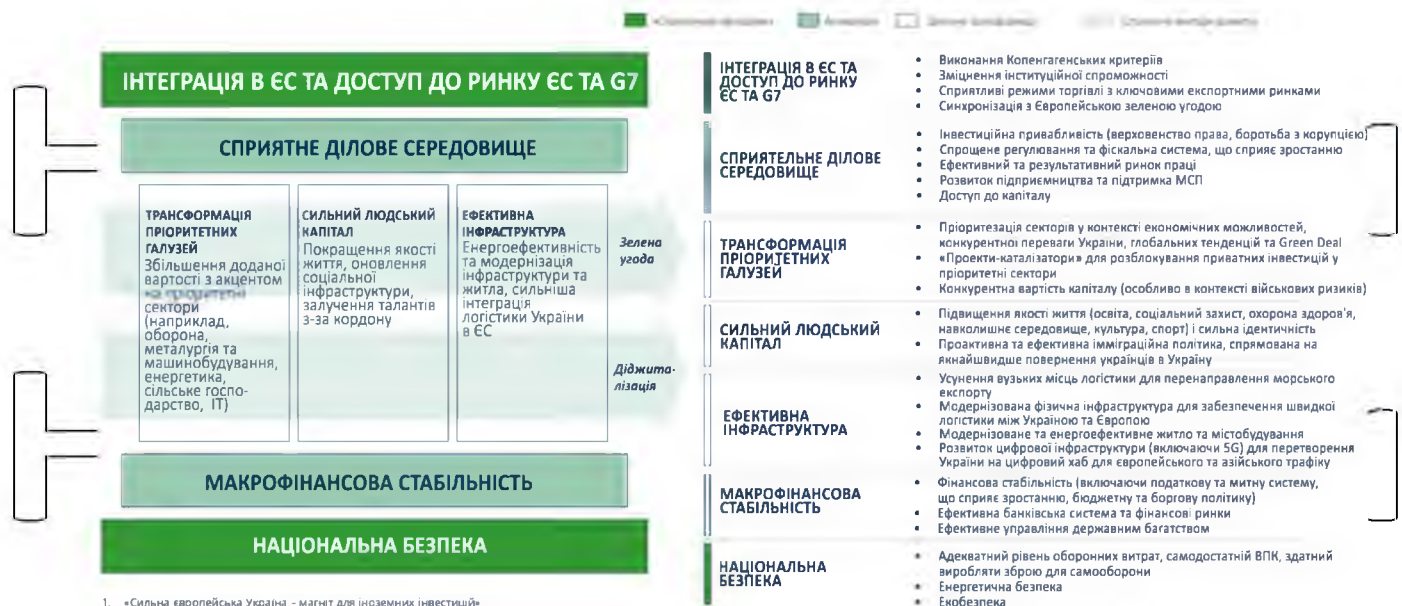 ІНТЕГРАЦІЯ В ЄС ТА ДОСТУП ДО РИНКУ ЄС ТА G7
СПРИЯТНЕ ДІЛОВЕ СЕРЕДОВИЩЕ
ТРАНСФОРМАЦІЯ
ПРІОРИТЕТНИХ
ГАЛУЗЕЙ
Збільшення доданої
вартості з акцентом
на пріоритетні
сектори
(наприклад,
оборона,
металургія та
машинобудування,
енергетика,
сільське госпо-
дарство, ІТ)
СИЛЬНИЙ ЛЮДСЬКИЙ
КАПІТАЛ
Покращення якості
життя, оновлення
соціальної
інфраструктури,
залучення талантів
з-за кордону
ЕФЕКТИВНА
ІНФРАСТРУКТУРА
Енергоефективність
та модернізація
інфраструктури та
житла, сильніша
інтеграція
логістики України
в ЄС
Зелена
угода
Діджита-
лізація
МАКРОФІНАНСОВА СТАБІЛЬНІСТЬ
НАЦІОНАЛЬНА БЕЗПЕКА
1. «Сильна європейська Україна - магніт для іноземних інвестицій»
ІНТЕГРАЦІЯ В ЄС ТА
ДОСТУП ДО РИНКУ
ЄС ТА G7
• Виконання Копенгагенських критеріїв
• Зміцнення інституційної спроможності
• Сприятливі режими торгівлі з ключовими експортними ринками
• Синхронізація з Європейською зеленою угодою
СПРИЯТЕЛЬНЕ ДІЛОВЕ
СЕРЕДОВИЩЕ
• Інвестиційна привабливість (верховенство права, боротьба з корупцією)
• Спрощене регулювання та фіскальна система, що сприяє зростанню
• Ефективний та результативний ринок праці
• Розвиток підприємництва та підтримка МСП
• Доступ до капіталу
ТРАНСФОРМАЦІЯ
ПРІОРИТЕТНИХ
ГАЛУЗЕЙ
• Пріоритезація секторів у контексті економічних можливостей,
конкурентної переваги України, глобальних тенденцій та Green Deal
• «Проекти-каталізатори» для розблокування приватних інвестицій у
пріоритетні сектори
• Конкурентна вартість капіталу (особливо в контексті військових ризиків)
СИЛЬНИЙ ЛЮДСЬКИЙ
КАПІТАЛ
• Підвищення якості життя (освіта, соціальний захист, охорона здоров'я,
навколишнє середовище, культура, спорт) і сильна ідентичність
• Проактивна та ефективна імміграційна політика, спрямована на
якнайшвидше повернення українців в Україну
ЕФЕКТИВНА
ІНФРАСТРУКТУРА
• Усунення вузьких місць логістики для перенаправлення морського
експорту
• Модернізована фізична інфраструктура для забезпечення швидкої
логістики між Україною та Європою
• Модернізоване та енергоефективне житло та містобудування
• Розвиток цифрової інфраструктури (включаючи 5G) для перетворення
України на цифровий хаб для європейського та азійського трафіку
МАКРОФІНАНСОВА
СТАБІЛЬНІСТЬ
• Фінансова стабільність (включаючи податкову та митну систему,
що сприяє зростанню, бюджетну та боргову політику)
• Ефективна банківська система та фінансові ринки
• Ефективне управління державним багатством
НАЦІОНАЛЬНА
БЕЗПЕКА
• Адекватний рівень оборонних витрат, самодостатній ВПК, здатний
виробляти зброю для самооборони
• Енергетична безпека
• Екобезпека